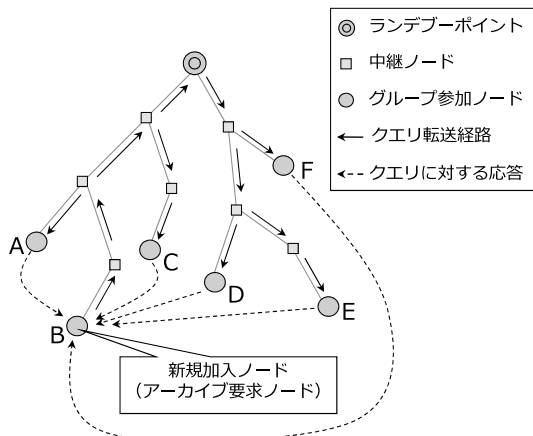 ランデブーポイント
中継ノード
グループ参加ノード
クエリ転送経路
クエリに対する応答
F
A
C
D
E
B
新規加入ノード
(アーカイブ要求ノード)